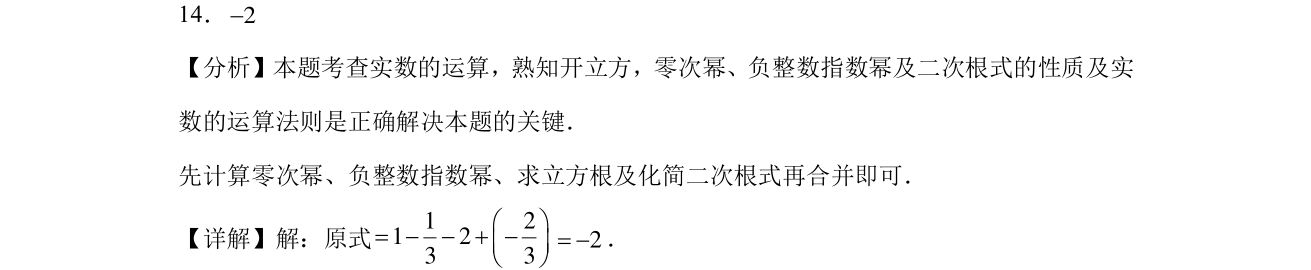 14．-2
【分析】本题考查实数的运算，熟知开立方，零次幂、负整数指数幂及二次根式的性质及实
数的运算法则是正确解决本题的关键．
先计算零次幂、负整数指数幂、求立方根及化简二次根式再合并即可．
【详解】解：原式=1-\frac{1}{3}-2+\left(-\frac{2}{3}\right)=-2．